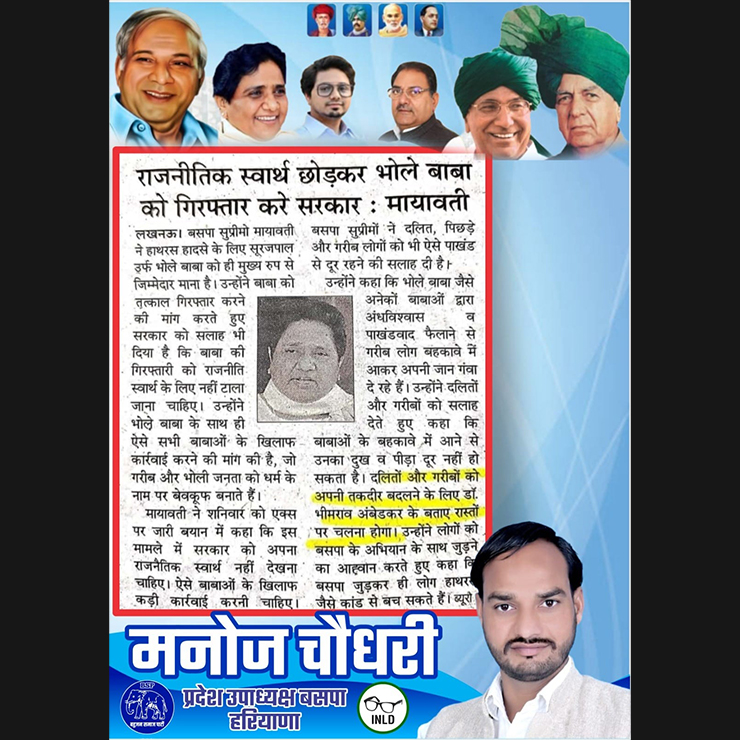 राजनीतिक स्वार्थ छोड़कर भोले बाबा
को गिरफ्तार करे सरकार : मायावती
लखनऊ। बसपा सुप्रीमो मायावती
ने हाथरस हादसे के लिए सूरजपाल
उर्फ भोले बाबा को ही मुख्य रुप से
जिम्मेदार माना है। उन्होंने बाबा को
तत्काल गिरफ्तार करने
की मांग करते हुए
सरकार को सलाह भी
दिया है कि बाबा की
गिरफ्तारी को राजनीति
स्वार्थ के लिए नहीं टाला
जाना चाहिए। उन्होंने
भोले बाबा के साथ ही
ऐसे सभी बाबाओं के खिलाफ
कार्रवाई करने की मांग की है, जो
गरीब और भोली जनता को धर्म के
नाम पर बेवकूफ बनाते हैं।
मायावती ने शनिवार को एक्स
पर जारी बयान में कहा कि इस
मामले में सरकार को अपना
राजनैतिक स्वार्थ नहीं देखना
चाहिए। ऐसे बाबाओं के खिलाफ
कड़ी कार्रवाई करनी चाहिए।
बसपा सुप्रीमों ने दलित, पिछड़े
और गरीब लोगों को भी ऐसे पाखंड
से दूर रहने की सलाह दी है।
उन्होंने कहा कि भोले बाबा जैसे
अनेकों बाबाओं द्वारा
अंधविश्वास व
पाखंडवाद फैलाने से
गरीब लोग बहकावे में
आकर अपनी जान गंवा
दे रहे हैं। उन्होंने दलितों
और गरीबों को सलाह
देते हुए कहा कि
बाबाओं के बहकावे में आने से
उनका दुख व पीड़ा दूर नहीं हो
सकता है। दलितों और गरीबों को
अपनी तकदीर बदलने के लिए डॉ.
भीमराव अंबेडकर के बताए रास्तों
पर चलना होगा। उन्होंने लोगों को
बसपा के अभियान के साथ जुड़ने
का आह्वान करते हुए कहा कि
बसपा जुड़कर ही लोग हाथरस
जैसे कांड से बच सकते हैं। ब्यूरो
मनोज चौधरी
प्रदेश उपाध्यक्ष बसपा
हरियाणा
BSP
बहुजन समाज पार्टी
INLD